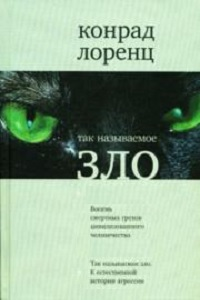 конрад
лоренц
так называемое
зло
Восемь
смертных грехов
цивилизованного
человечества
Так называемое зло.
К естественной
истории агрессии